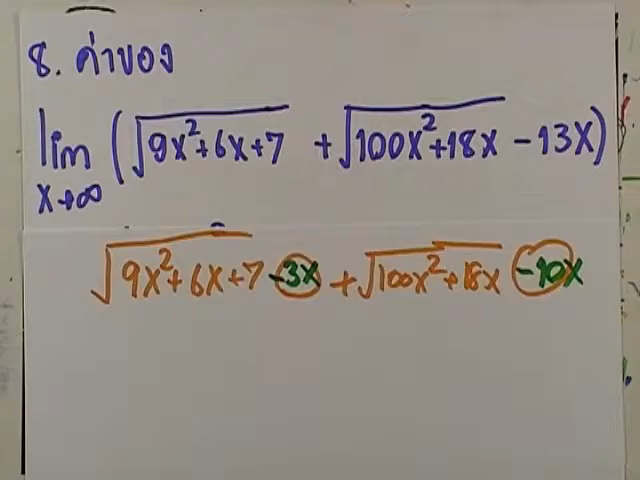 8. ค่าของ
lim (√9x²+6x+7 + √100x²+18x - 13x)
x→∞
√9x²+6x+7 -3x + √100x²+18x -10x